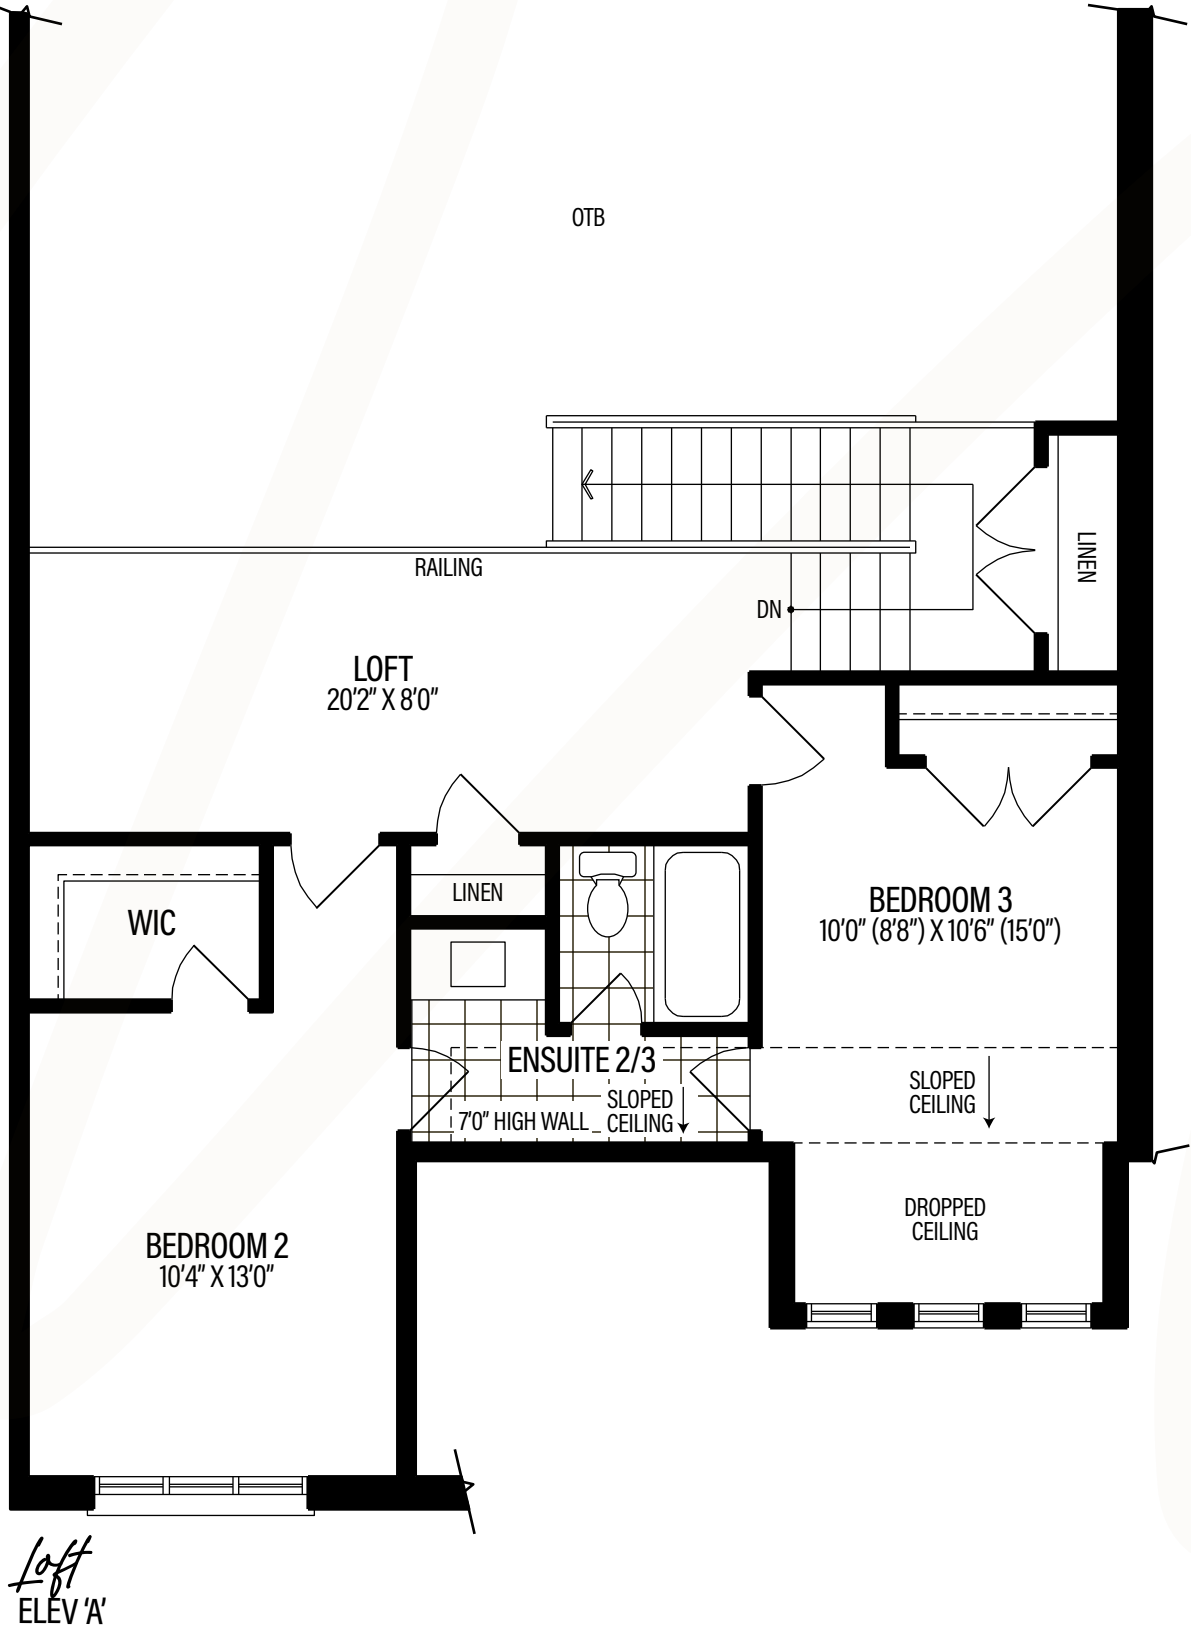 OTB
RAILING
LINEN
DN
LOFT
20'2" X 8'0"
LINEN
WIC
BEDROOM 3
10'0" (8'8") X 10'6" (15'0")
ENSUITE 2/3
7'0" HIGH WALL
SLOPED
CEILING
SLOPED
CEILING
DROPPED
CEILING
BEDROOM 2
10'4" X 13'0"
Loft
ELEV 'A'